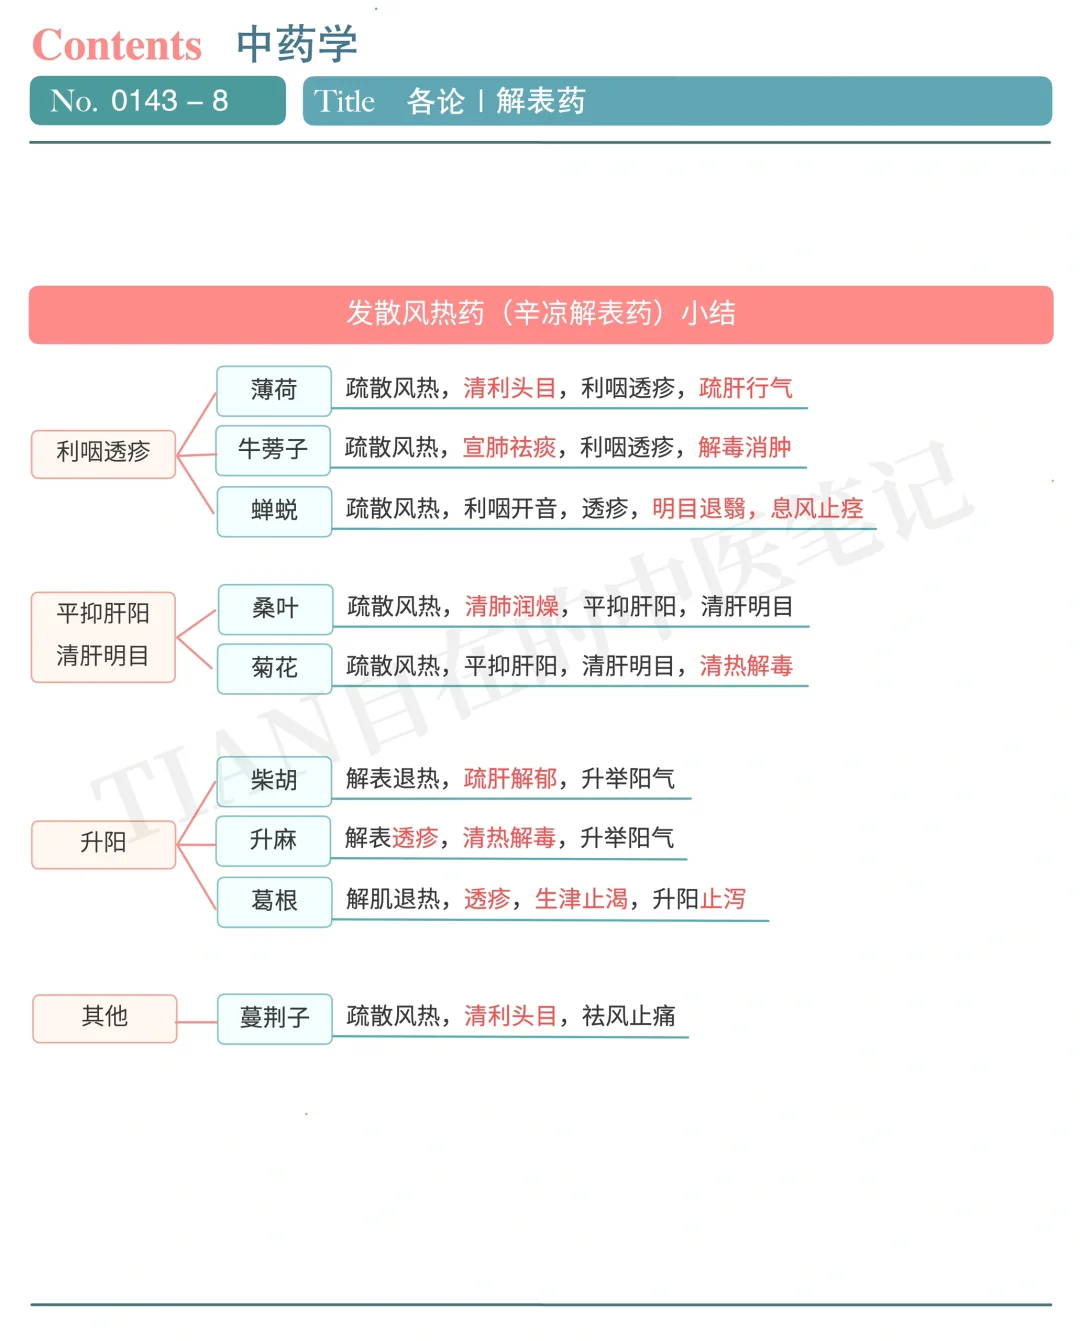 Contents 中药学
No. 0143 – 8
Title 各论 | 解表药
发散风热药（辛凉解表药）小结
利咽透疹
薄荷 疏散风热，清利头目，利咽透疹，疏肝行气
牛蒡子 疏散风热，宣肺祛痰，利咽透疹，解毒消肿
蝉蜕 疏散风热，利咽开音，透疹，明目退翳，息风止痉
平抑肝阳
清肝明目
桑叶 疏散风热，清肺润燥，平抑肝阳，清肝明目
菊花 疏散风热，平抑肝阳，清肝明目，清热解毒
升阳
柴胡 解表退热，疏肝解郁，升举阳气
升麻 解表透疹，清热解毒，升举阳气
葛根 解肌退热，透疹，生津止渴，升阳止泻
其他
蔓荆子 疏散风热，清利头目，祛风止痛
TIAN自在的中医笔记